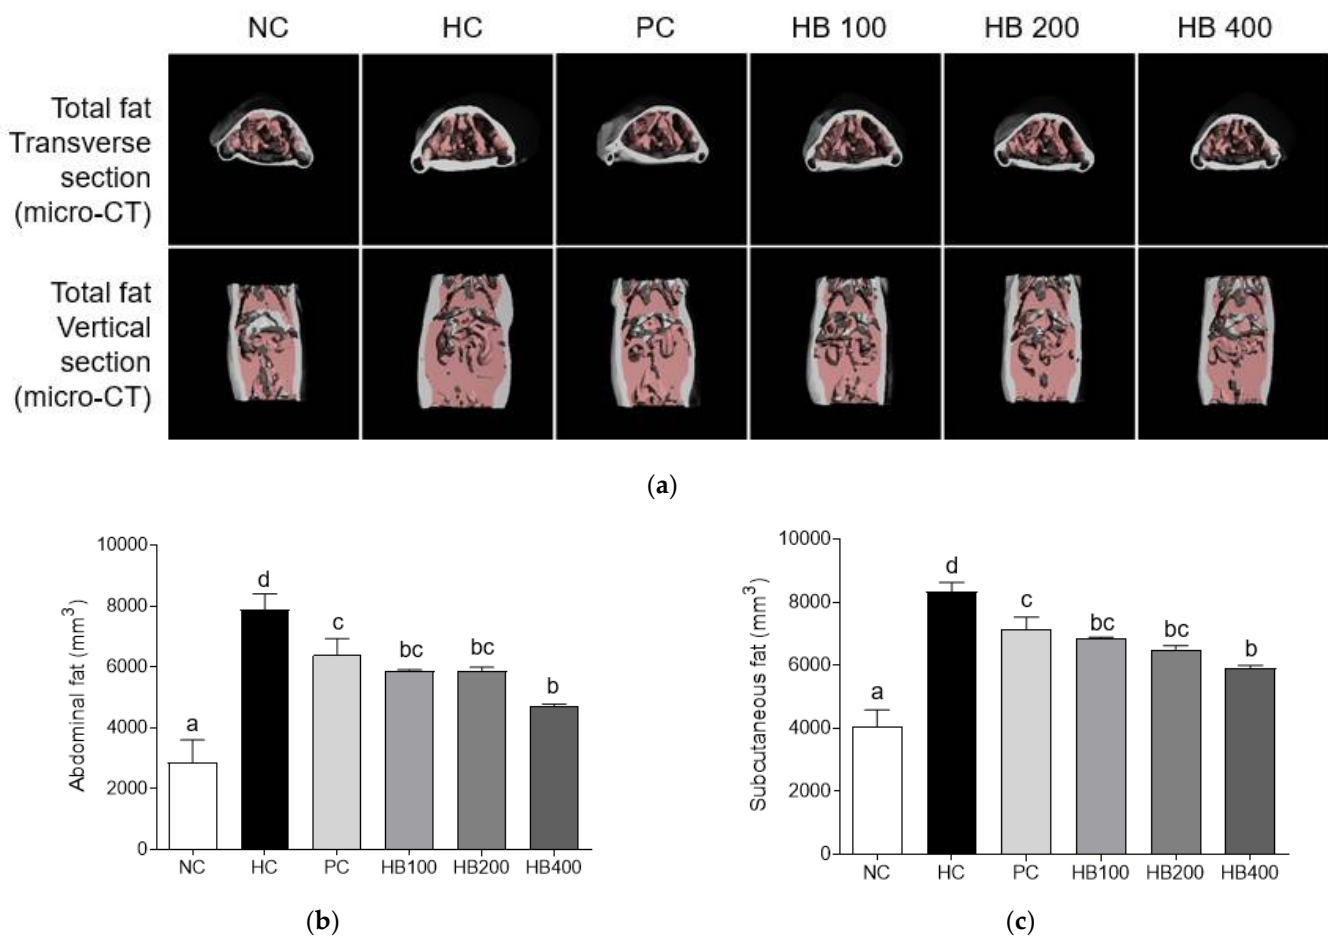 NC HC PC HB 100 HB 200 HB 400
Total fat
Transverse
section
(micro-CT)
Total fat
Vertical
section
(micro-CT)
(a)
Abdominal fat (mm³)
10000
8000
6000
4000
2000
0
a
d
c
bc
bc
b
NC HC PC HB100 HB200 HB400
(b)
Subcutaneous fat (mm³)
10000
8000
6000
4000
2000
0
a
d
c
bc
bc
b
NC HC PC HB100 HB200 HB400
(c)